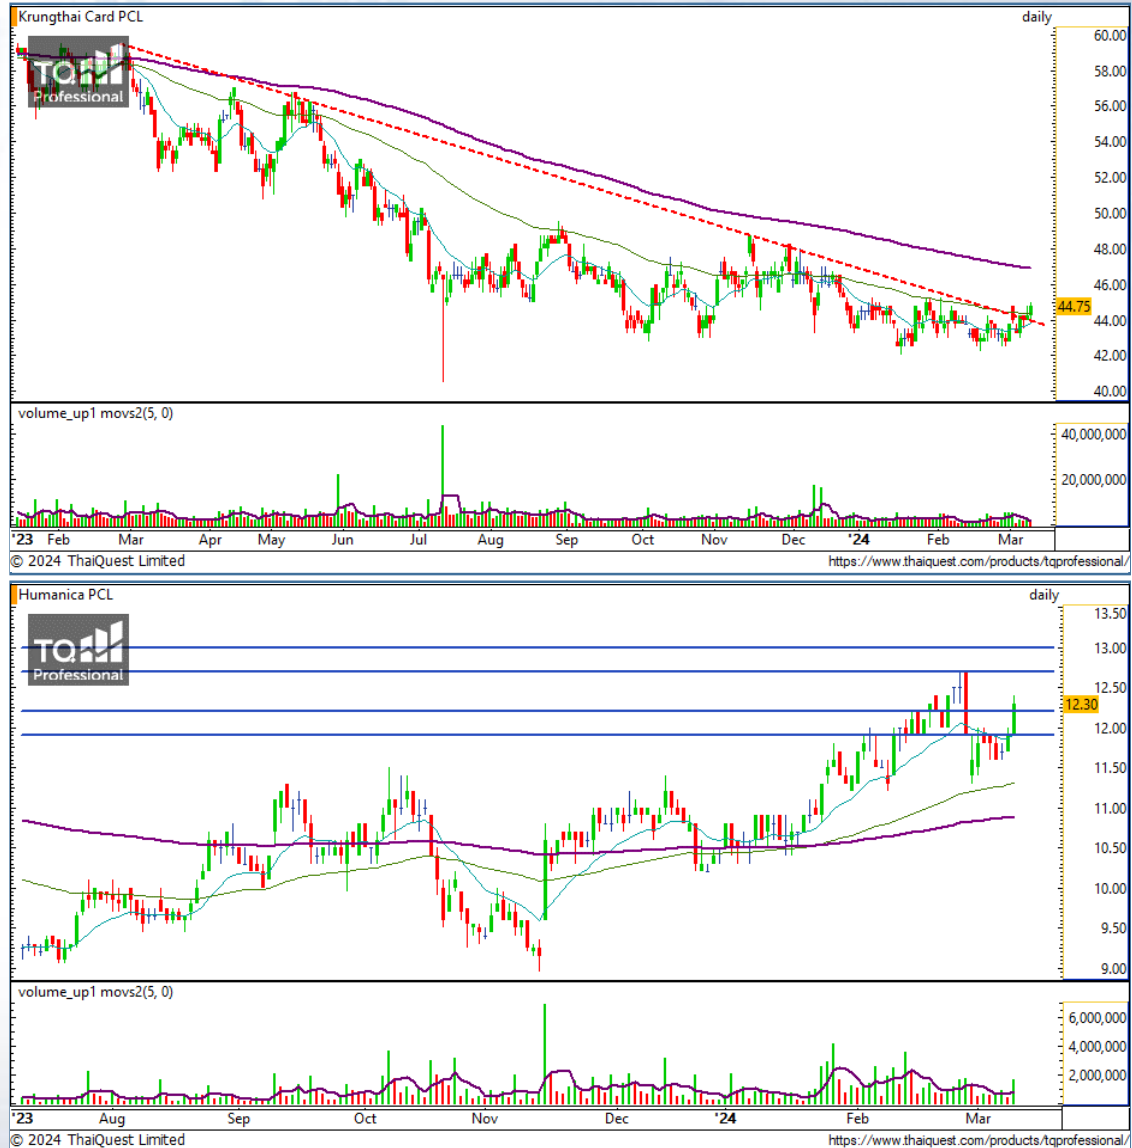 Krungthai Card PCL daily
TQ
Professional
60.00
58.00
56.00
54.00
52.00
50.00
48.00
46.00
44.75
44.00
42.00
40.00
volume_up1 movs2(5, 0)
40,000,000
20,000,000
'23 Feb Mar Apr May Jun Jul Aug Sep Oct Nov Dec '24 Feb Mar
© 2024 ThaiQuest Limited https://www.thaiquest.com/products/tqprofessional/
Humanica PCL daily
TQ
Professional
13.50
13.00
12.50
12.30
12.00
11.50
11.00
10.50
10.00
9.50
9.00
volume_up1 movs2(5, 0)
6,000,000
4,000,000
2,000,000
'23 Aug Sep Oct Nov Dec '24 Feb Mar
© 2024 ThaiQuest Limited https://www.thaiquest.com/products/tqprofessional/